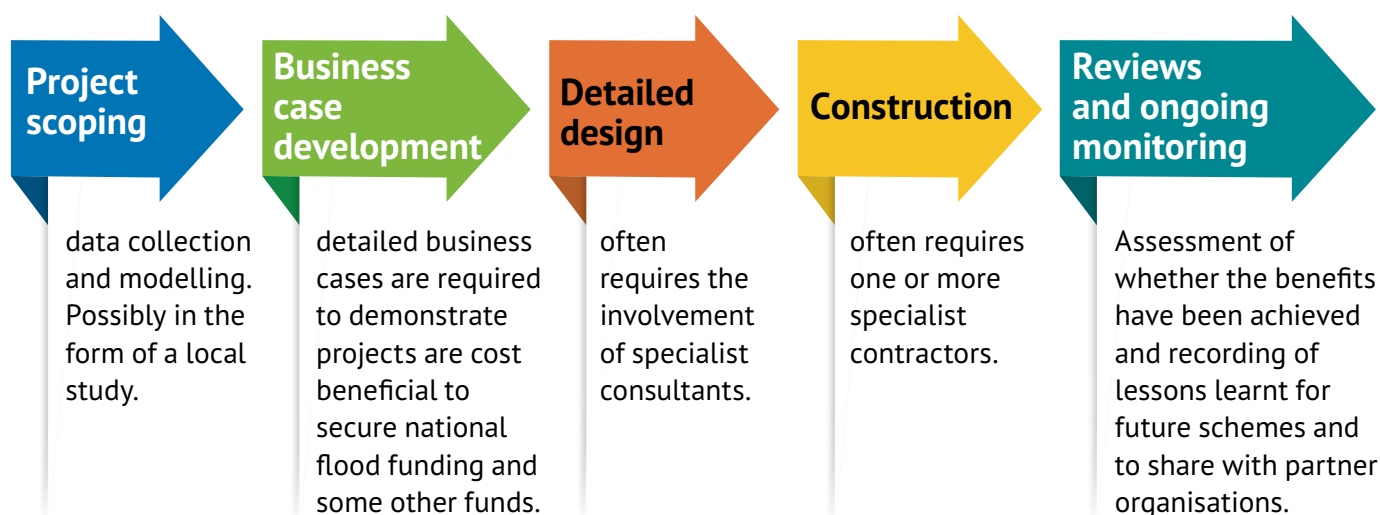 Project
scoping
data collection
and modelling.
Possibly in the
form of a local
study.
Business
case
development
detailed business
cases are required
to demonstrate
projects are cost
beneficial to
secure national
flood funding and
some other funds.
Detailed
design
often
requires the
involvement
of specialist
consultants.
Construction
often requires
one or more
specialist
contractors.
Reviews
and ongoing
monitoring
Assessment of
whether the benefits
have been achieved
and recording of
lessons learnt for
future schemes and
to share with partner
organisations.